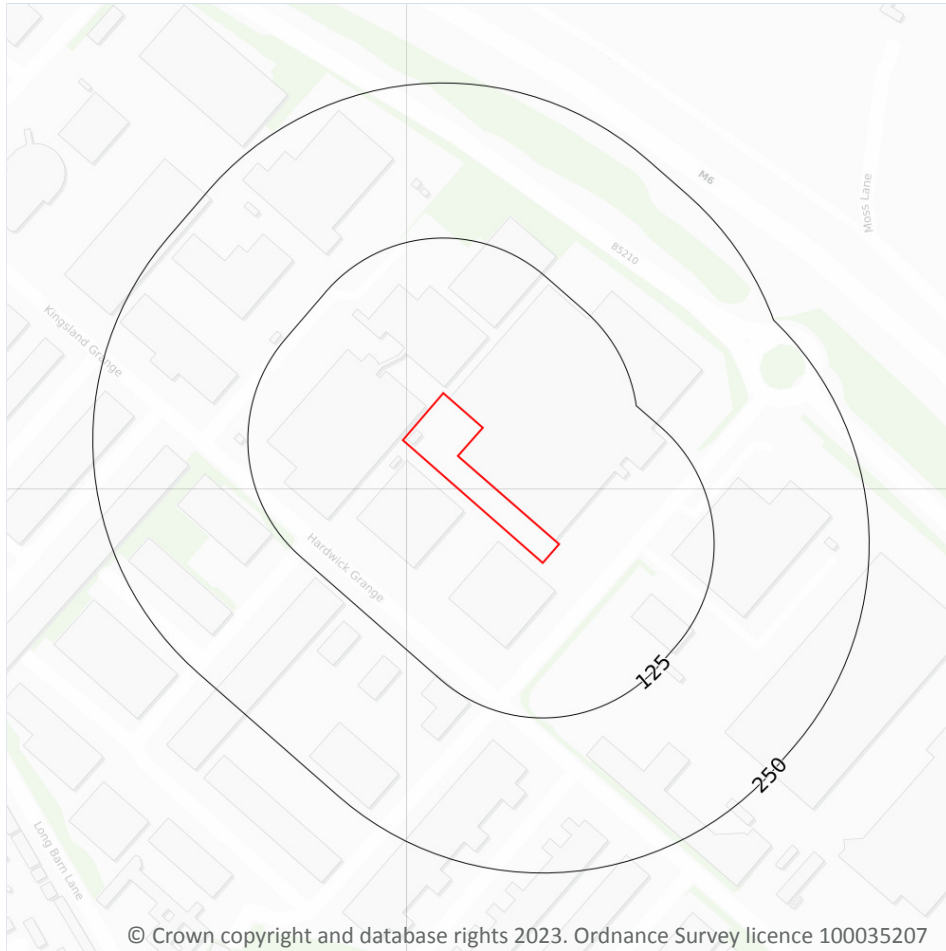 M6
Moss Lane
B5210
Kingsland Grange
Hardwick Grange
125
250
Long Barn Lane
© Crown copyright and database rights 2023. Ordnance Survey licence 100035207